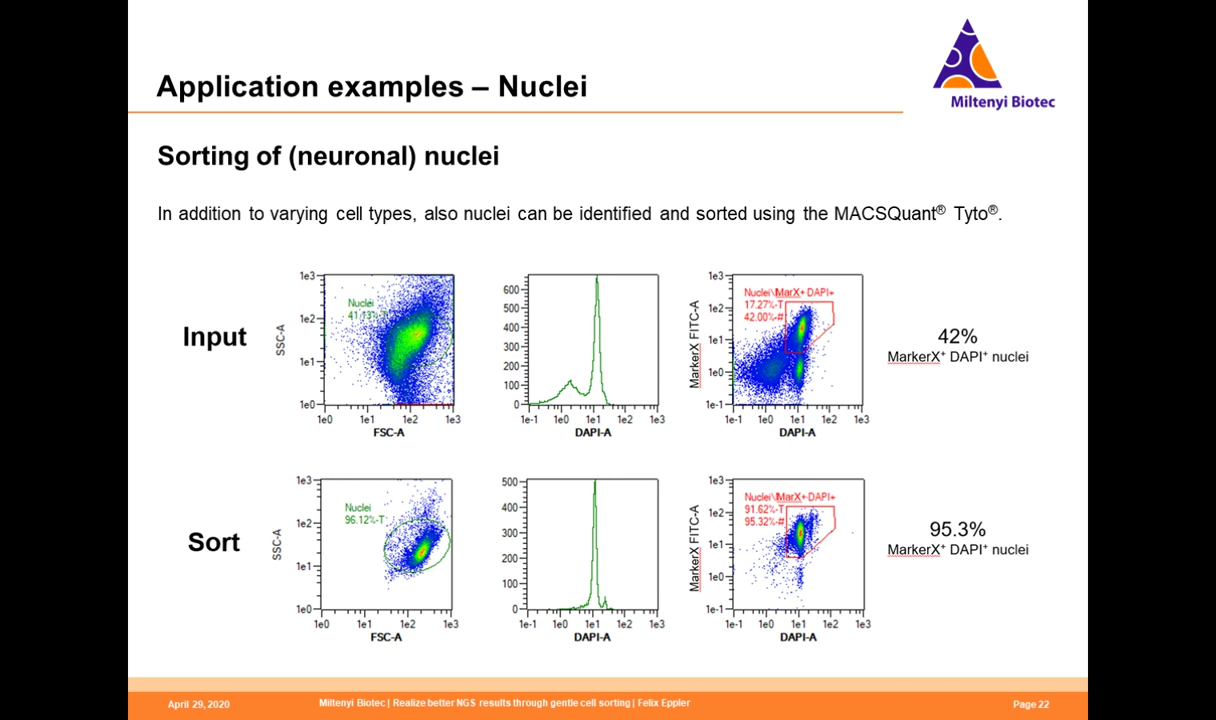 Miltenyi Biotec
Application examples – Nuclei
Sorting of (neuronal) nuclei
In addition to varying cell types, also nuclei can be identified and sorted using the MACSQuant® Tyto®.
Input
SSC-A
1e3
1e2
1e1
1e0
Nuclei
41.13%-T
1e0 1e1 1e2 1e3
FSC-A
600
500
400
300
200
100
0
1e-1 1e0 1e1 1e2 1e3
DAPI-A
MarkerX FITC-A
1e3
1e2
1e1
1e0
1e-1
Nuclei\MarX+DAPI+
17.27%-T
42.00%-#
1e-1 1e0 1e1 1e2 1e3
DAPI-A
42%
MarkerX⁺ DAPI⁺ nuclei
Sort
SSC-A
1e3
1e2
1e1
1e0
Nuclei
96.12%-T
1e0 1e1 1e2 1e3
FSC-A
500
400
300
200
100
0
1e-1 1e0 1e1 1e2 1e3
DAPI-A
MarkerX FITC-A
1e3
1e2
1e1
1e0
1e-1
Nuclei\MarX+DAPI+
91.62%-T
95.32%-#
1e-1 1e0 1e1 1e2 1e3
DAPI-A
95.3%
MarkerX⁺ DAPI⁺ nuclei
April 29, 2020
Miltenyi Biotec | Realize better NGS results through gentle cell sorting | Felix Eppler
Page 22